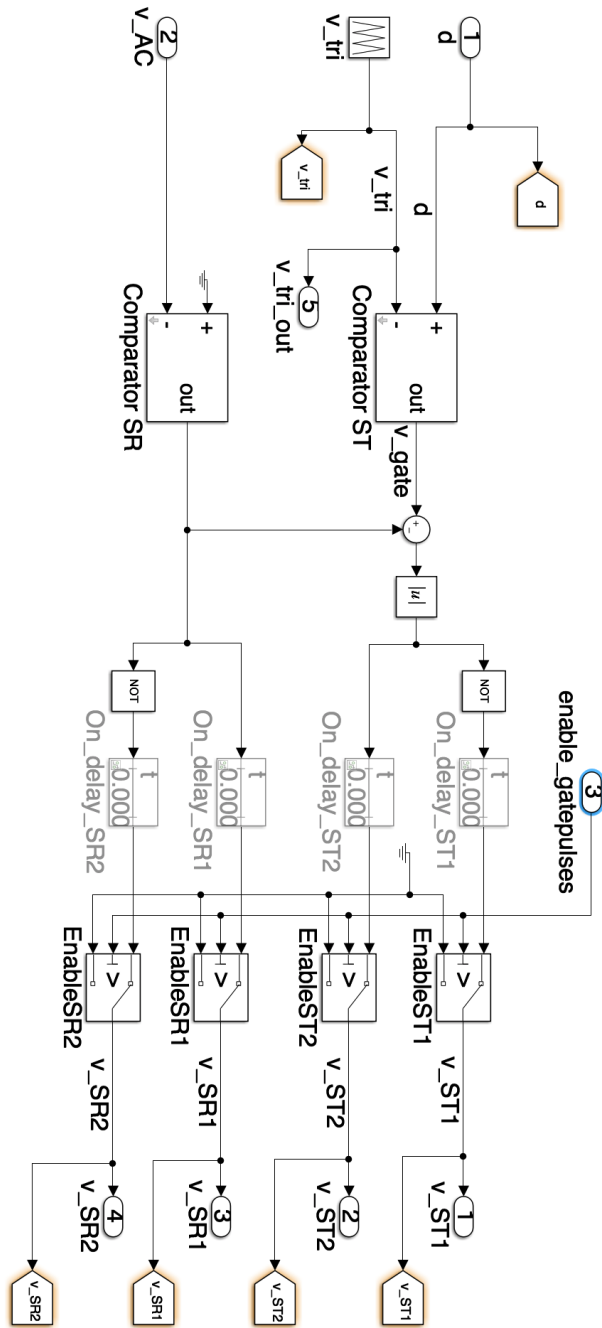 3
enable_gatepulses
d
1
d
NOT
t
0.000
On_delay_ST1
>
EnableST1
v_ST1
1
v_ST1
v_ST1
d
+
-
out
Comparator ST
v_gate
+
-
|u|
v_tri
v_tri
v_tri
5
v_tri_out
t
0.000
On_delay_ST2
>
EnableST2
v_ST2
2
v_ST2
v_ST2
t
0.000
On_delay_SR1
>
EnableSR1
v_SR1
3
v_SR1
v_SR1
2
v_AC
+
-
out
Comparator SR
NOT
t
0.000
On_delay_SR2
>
EnableSR2
v_SR2
4
v_SR2
v_SR2